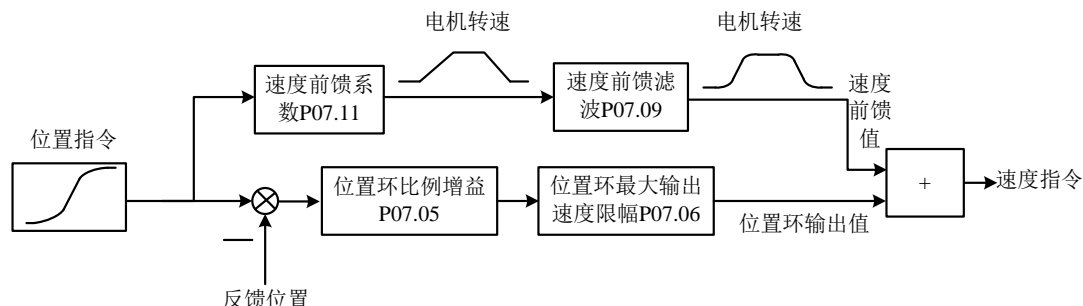 电机转速
电机转速
速度前馈系
数P07.11
速度前馈滤
波P07.09
速度
前馈
值
位置指令
位置环比例增益
P07.05
位置环最大输出
速度限幅P07.06
+
速度指令
位置环输出值
反馈位置